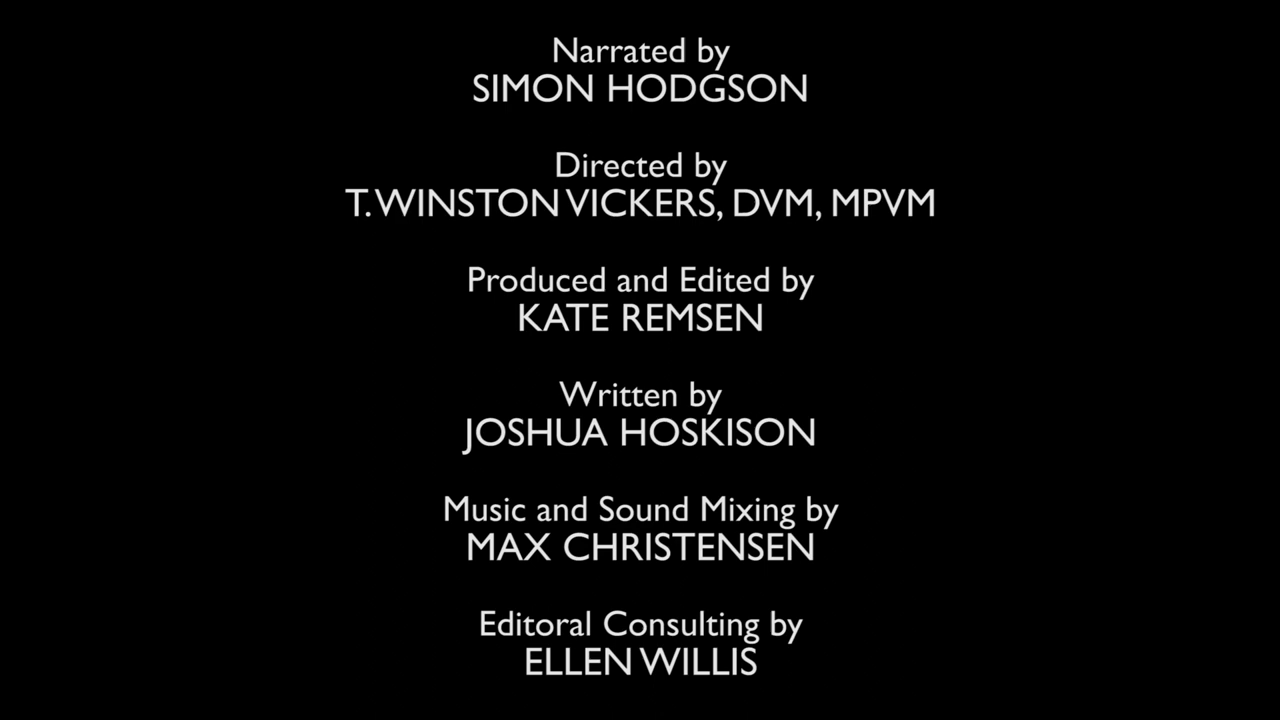 Narrated by
SIMON HODGSON
Directed by
T. WINSTON VICKERS, DVM, MPVM
Produced and Edited by
KATE REMSEN
Written by
JOSHUA HOSKISON
Music and Sound Mixing by
MAX CHRISTENSEN
Editoral Consulting by
ELLEN WILLIS